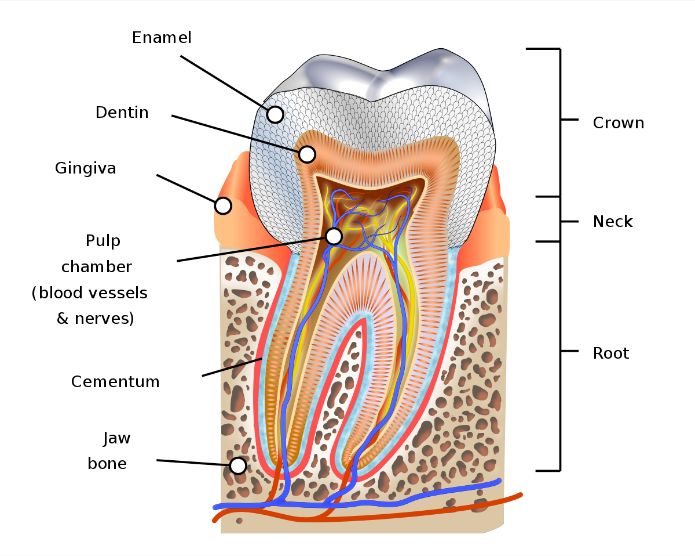 Enamel
Dentin
Gingiva
Pulp
chamber
(blood vessels
& nerves)
Cementum
Jaw
bone
Crown
Neck
Root